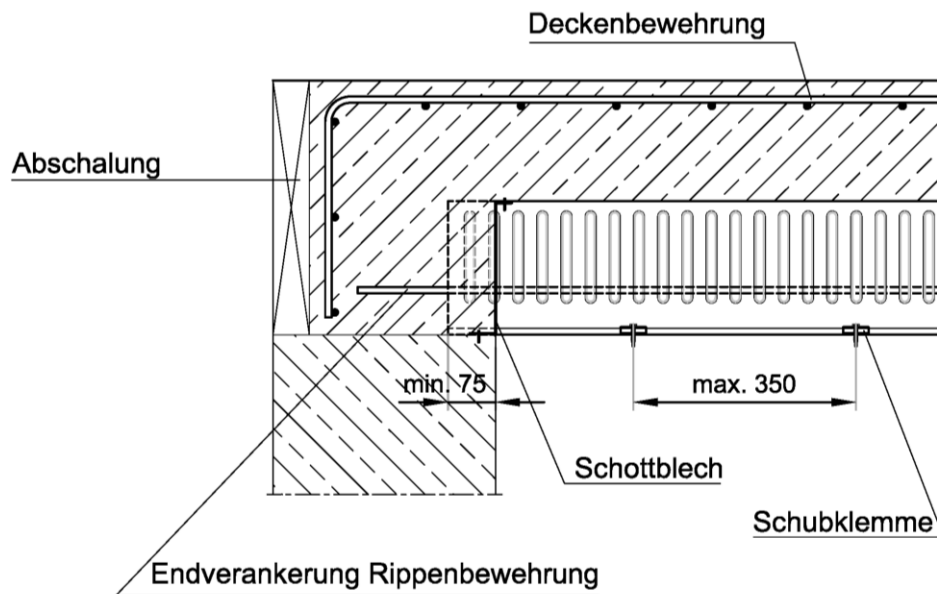 Deckenbewehrung
Abschalung
min. 75
max. 350
Schottblech
Schubklemme
Endverankerung Rippenbewehrung